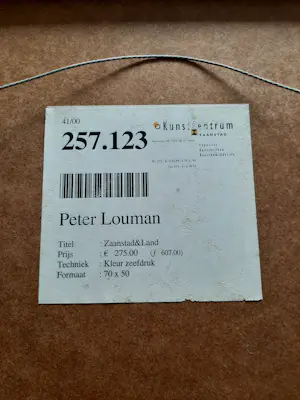 41/00
257.123
Kunstcentrum
ZAANSTAD
Peter Louman
Titel : Zaanstad&Land
Prijs : € 275.00 (ƒ 607.00)
Techniek : Kleur zeefdruk
Formaat : 70 x 50